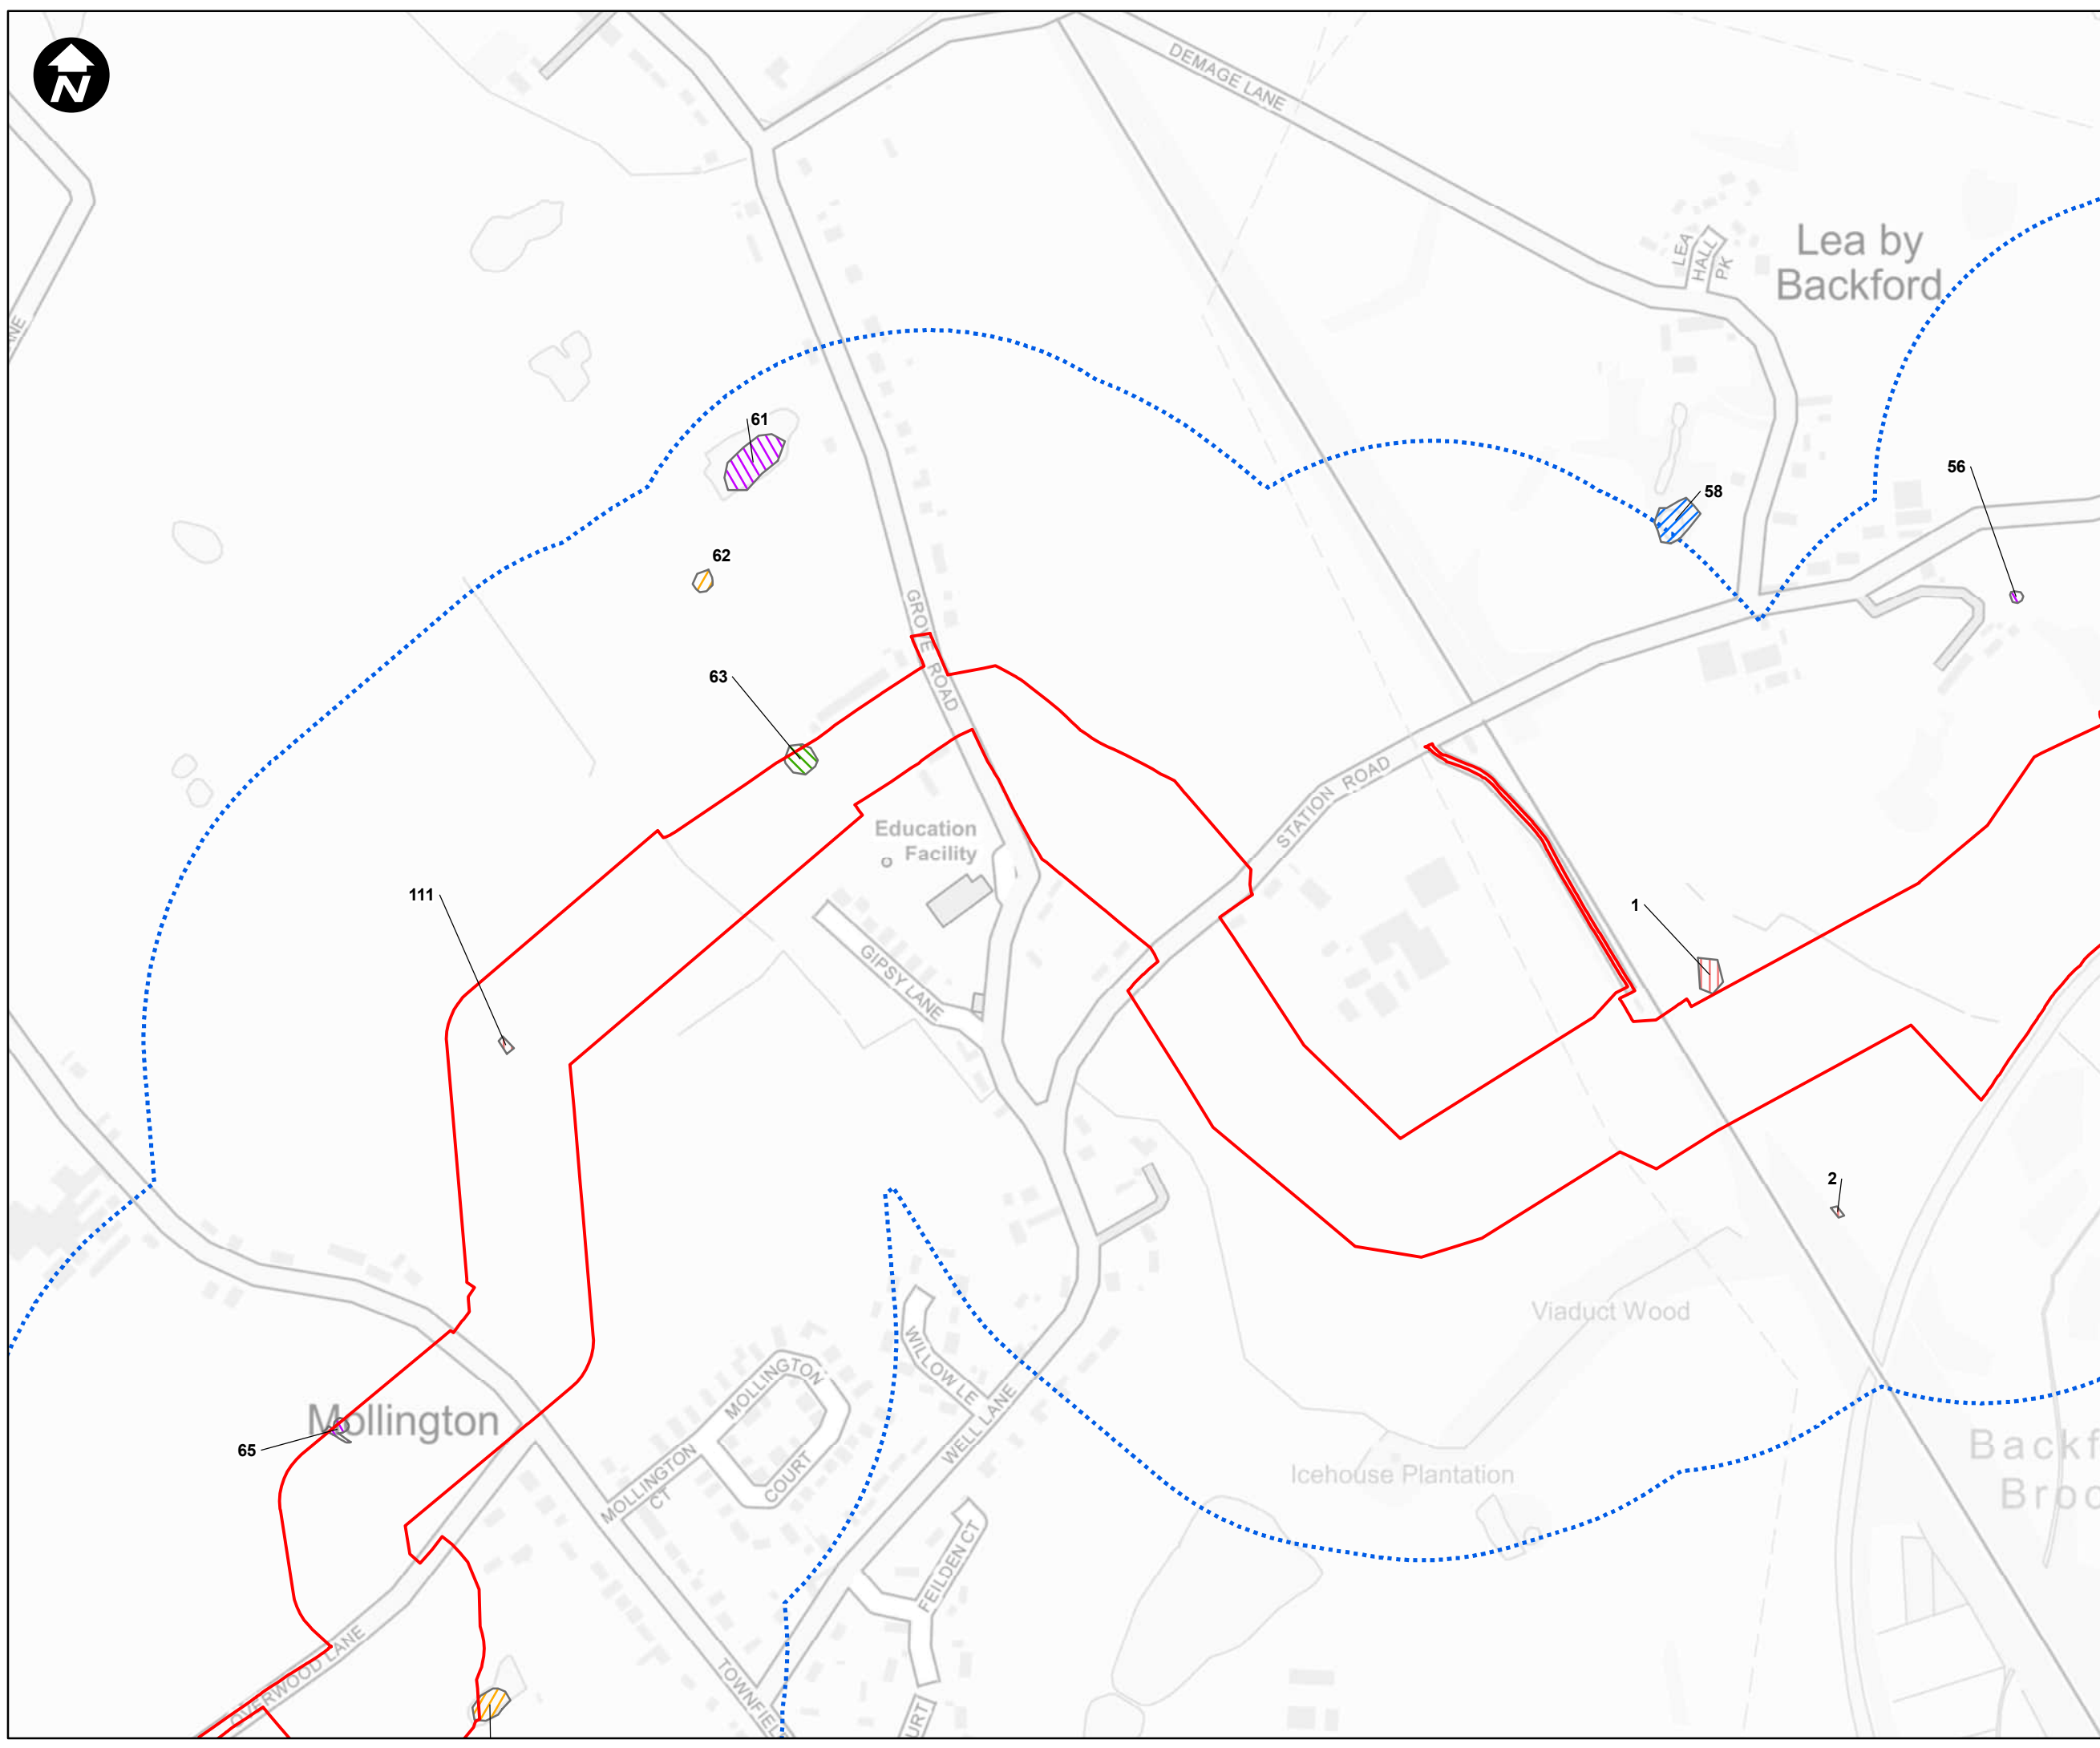 N
DEMAGE LANE
LEA
HALL
PK
Lea by
Backford
61
58
56
62
GROVE ROAD
63
STATION ROAD
Education
Facility
111
1
GIPSY LANE
2
Viaduct Wood
MOLLINGTON
COURT
WILLOW LE
WELL LANE
Mollington
65
MOLLINGTON
CT
Icehouse Plantation
FEILDEN CT
OVERWOOD LANE
TOWNFIEL